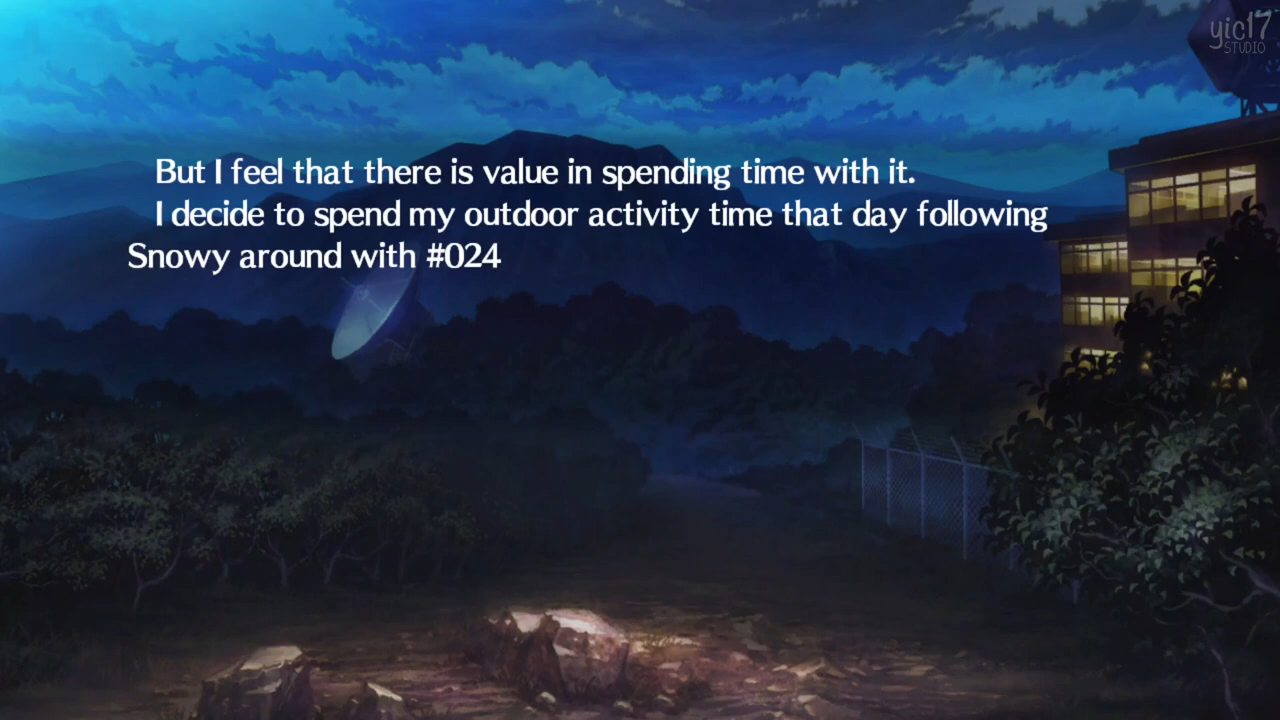 yic17
STUDIO
But I feel that there is value in spending time with it.
I decide to spend my outdoor activity time that day following
Snowy around with #024